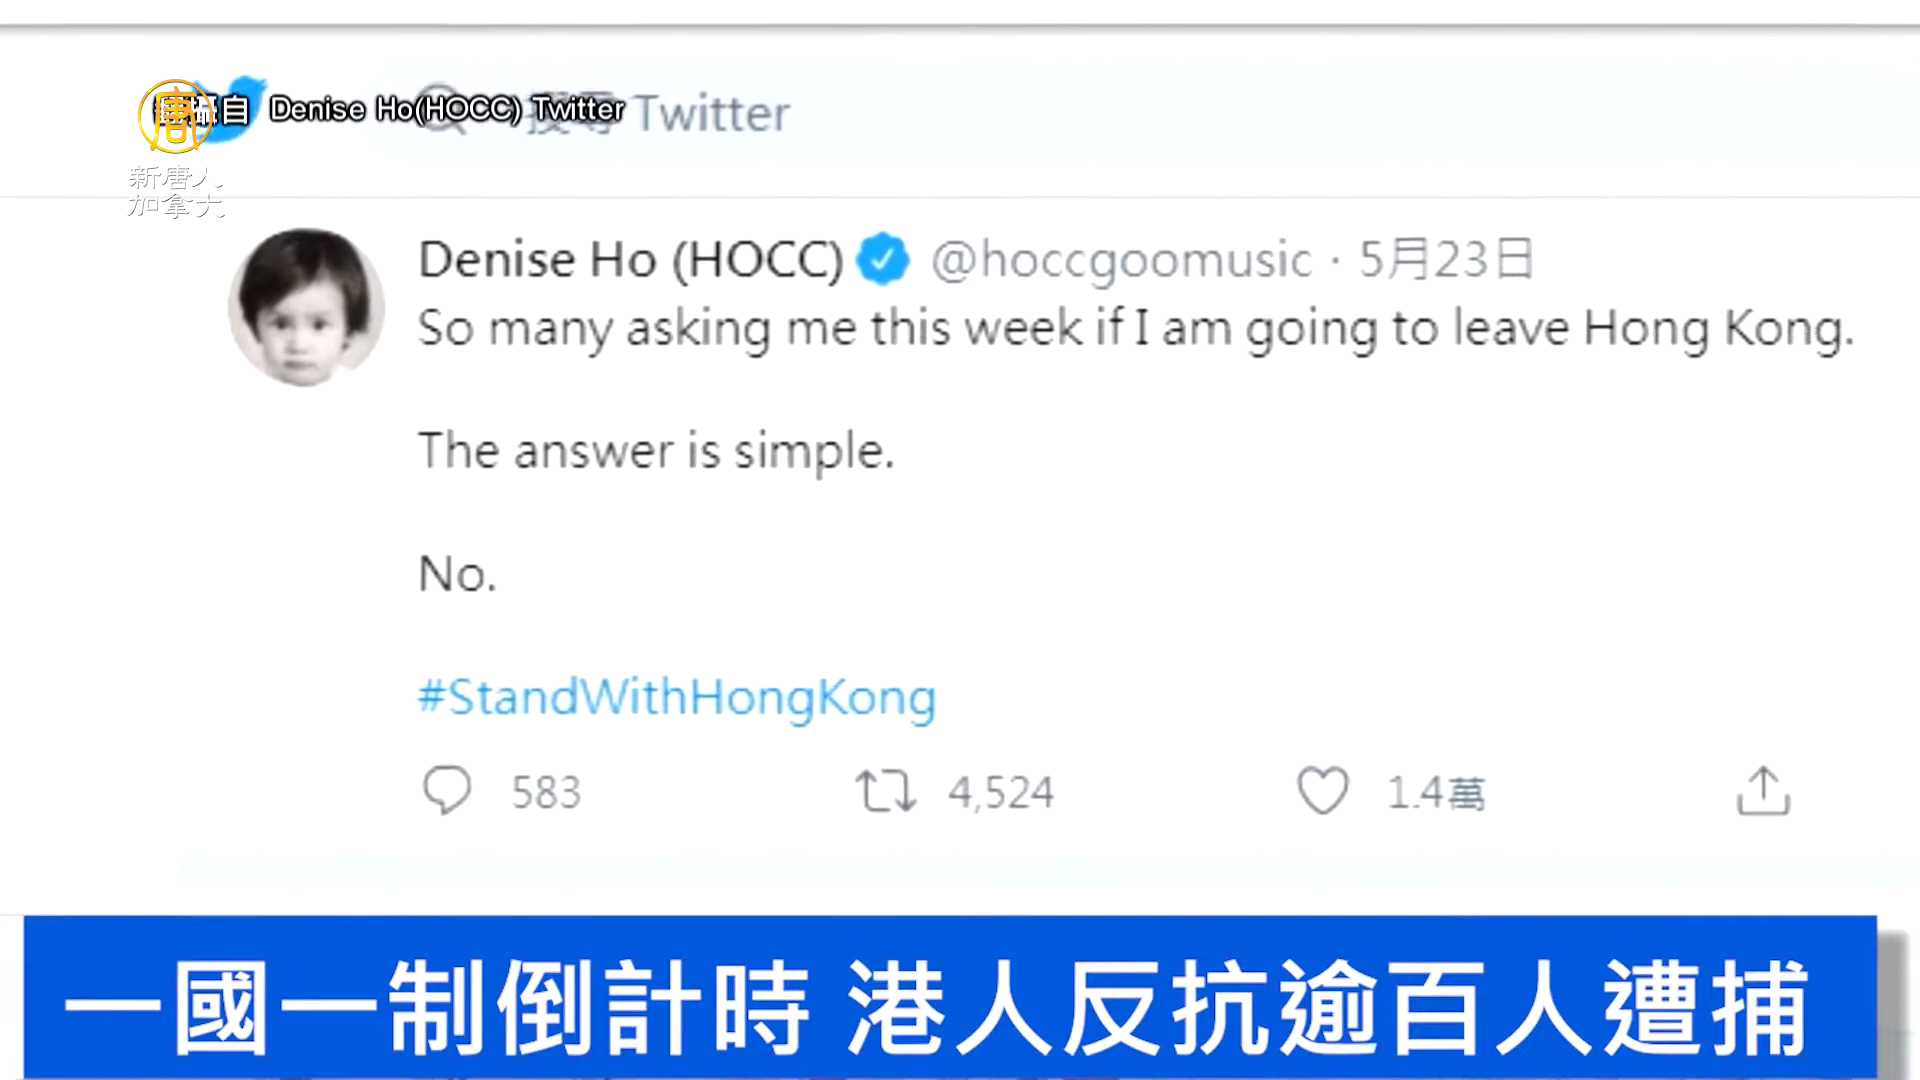 Denise Ho(HOCC) Twitter
搜尋 Twitter
新唐人
加拿大
Denise Ho (HOCC) @hoccgoomusic · 5月23日
So many asking me this week if I am going to leave Hong Kong.
The answer is simple.
No.
#StandWithHongKong
583 4,524 1.4萬
一國一制倒計時 港人反抗逾百人遭捕